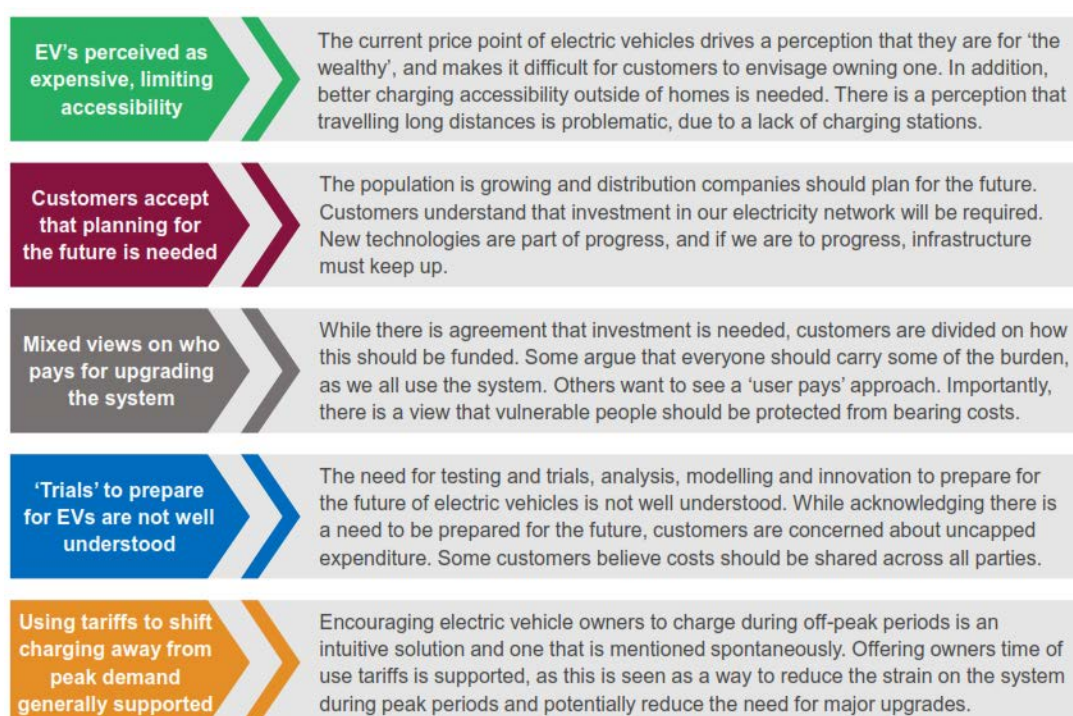 EV's perceived as
expensive, limiting
accessibility
The current price point of electric vehicles drives a perception that they are for ‘the
wealthy’, and makes it difficult for customers to envisage owning one. In addition,
better charging accessibility outside of homes is needed. There is a perception that
travelling long distances is problematic, due to a lack of charging stations.
Customers accept
that planning for
the future is needed
The population is growing and distribution companies should plan for the future.
Customers understand that investment in our electricity network will be required.
New technologies are part of progress, and if we are to progress, infrastructure
must keep up.
Mixed views on who
pays for upgrading
the system
While there is agreement that investment is needed, customers are divided on how
this should be funded. Some argue that everyone should carry some of the burden,
as we all use the system. Others want to see a ‘user pays’ approach. Importantly,
there is a view that vulnerable people should be protected from bearing costs.
‘Trials’ to prepare
for EVs are not well
understood
The need for testing and trials, analysis, modelling and innovation to prepare for
the future of electric vehicles is not well understood. While acknowledging there is
a need to be prepared for the future, customers are concerned about uncapped
expenditure. Some customers believe costs should be shared across all parties.
Using tariffs to shift
charging away from
peak demand
generally supported
Encouraging electric vehicle owners to charge during off-peak periods is an
intuitive solution and one that is mentioned spontaneously. Offering owners time of
use tariffs is supported, as this is seen as a way to reduce the strain on the system
during peak periods and potentially reduce the need for major upgrades.